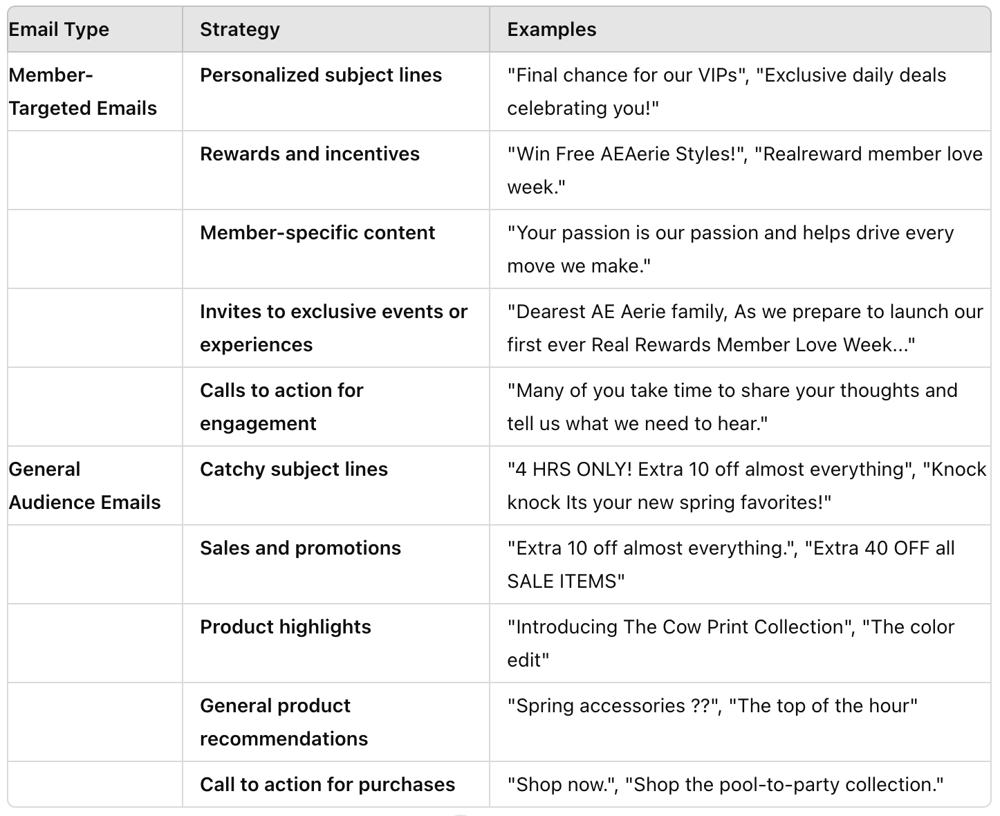 Email Type Strategy Examples
Member-
Targeted Emails
Personalized subject lines
"Final chance for our VIPs", "Exclusive daily deals
celebrating you!"
Rewards and incentives
"Win Free AEAerie Styles!", "Realreward member love
week."
Member-specific content
"Your passion is our passion and helps drive every
move we make."
Invites to exclusive events or
experiences
"Dearest AE Aerie family, As we prepare to launch our
first ever Real Rewards Member Love Week..."
Calls to action for
engagement
"Many of you take time to share your thoughts and
tell us what we need to hear."
General
Audience Emails
Catchy subject lines
"4 HRS ONLY! Extra 10 off almost everything", "Knock
knock Its your new spring favorites!"
Sales and promotions
"Extra 10 off almost everything.", "Extra 40 OFF all
SALE ITEMS"
Product highlights
"Introducing The Cow Print Collection", "The color
edit"
General product
recommendations
"Spring accessories ??", "The top of the hour"
Call to action for purchases
"Shop now.", "Shop the pool-to-party collection."